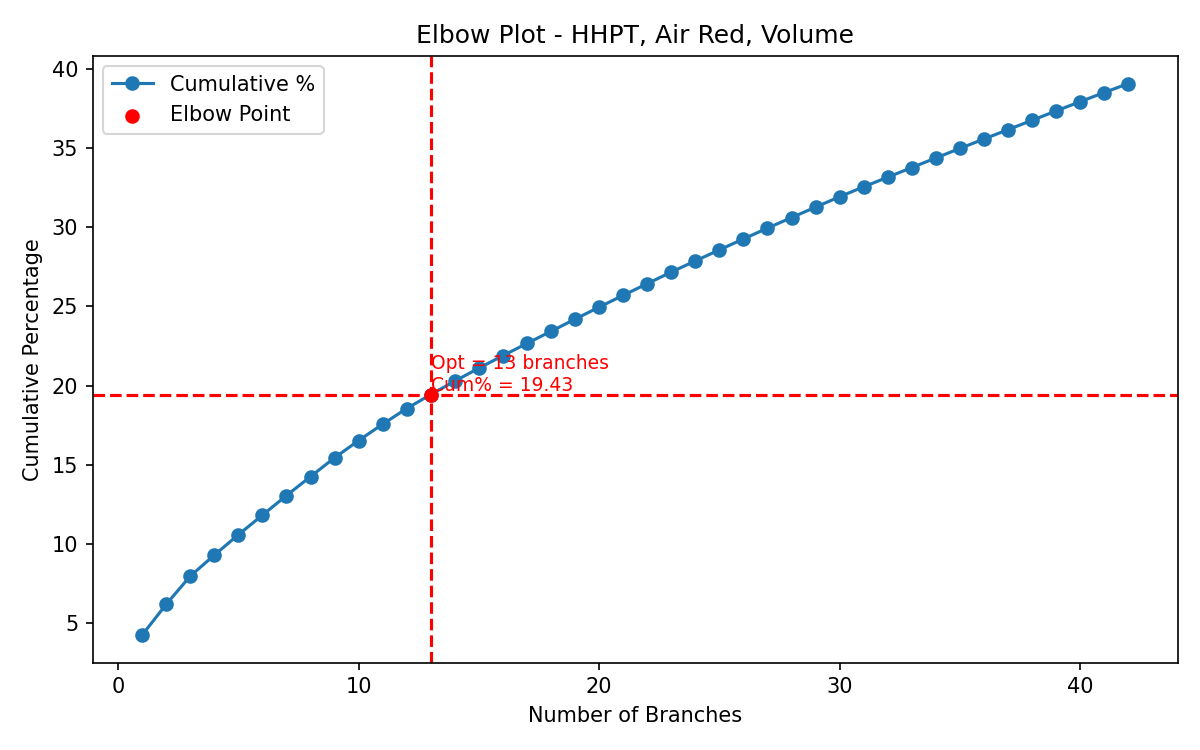 Elbow Plot - HHPT, Air Red, Volume
40
35
30
25
20
15
10
5
Cumulative Percentage
Cumulative %
Elbow Point
Opt = 13 branches
Cum% = 19.43
0
10
20
30
40
Number of Branches